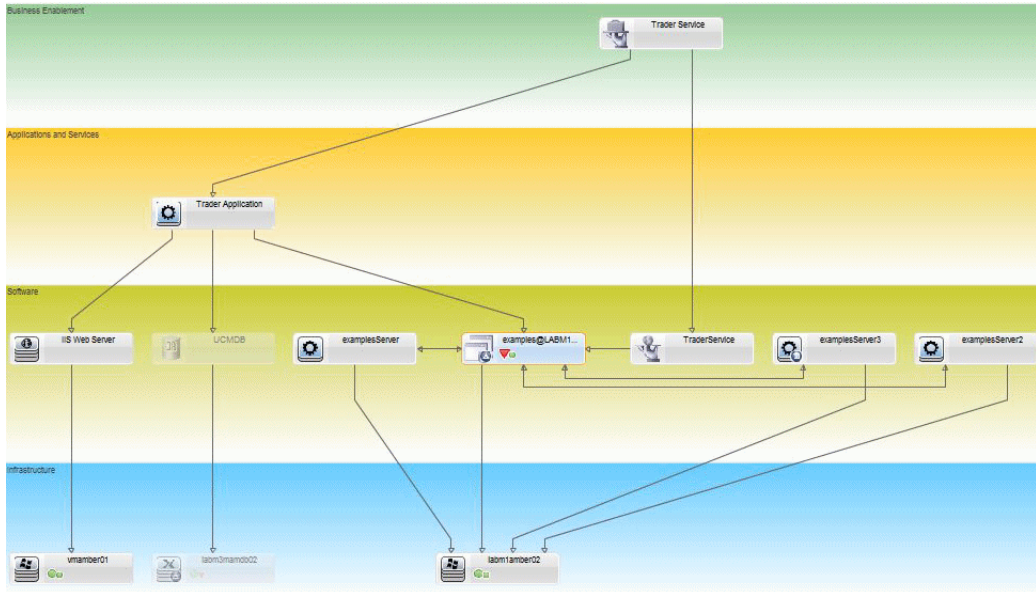 Business Enablement
Trader Service
Applications and Services
Trader Application
Software
IIS Web Server
UCMDB
examplesServer
examples@LABM1...
TraderService
examplesServer3
examplesServer2
Infrastructure
vmamber01
labm3mamdb02
labm1amber02